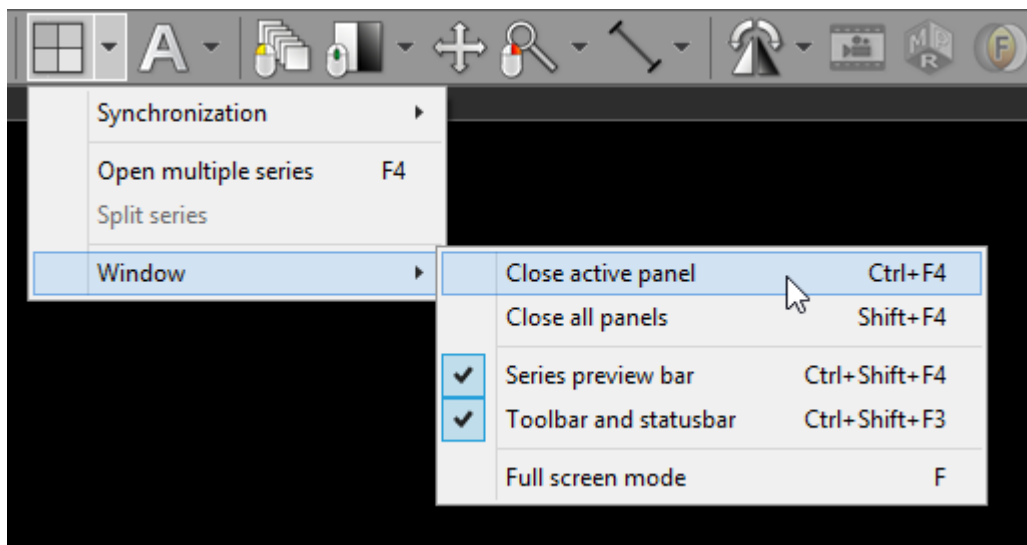 A
MPR
F
Synchronization
Open multiple series F4
Split series
Window
Close active panel Ctrl+F4
Close all panels Shift+F4
Series preview bar Ctrl+Shift+F4
Toolbar and statusbar Ctrl+Shift+F3
Full screen mode F